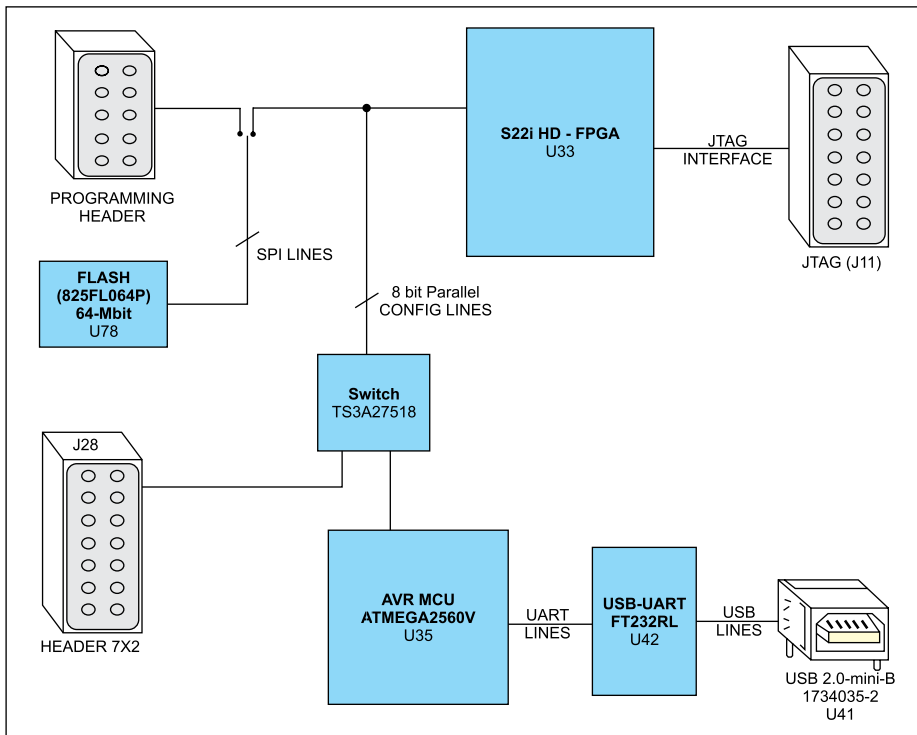 PROGRAMMING
HEADER
S22i HD - FPGA
U33
JTAG
INTERFACE
JTAG (J11)
SPI LINES
FLASH
(825FL064P)
64-Mbit
U78
8 bit Parallel
CONFIG LINES
Switch
TS3A27518
J28
HEADER 7X2
AVR MCU
ATMEGA2560V
U35
UART
LINES
USB-UART
FT232RL
U42
USB
LINES
USB 2.0-mini-B
1734035-2
U41